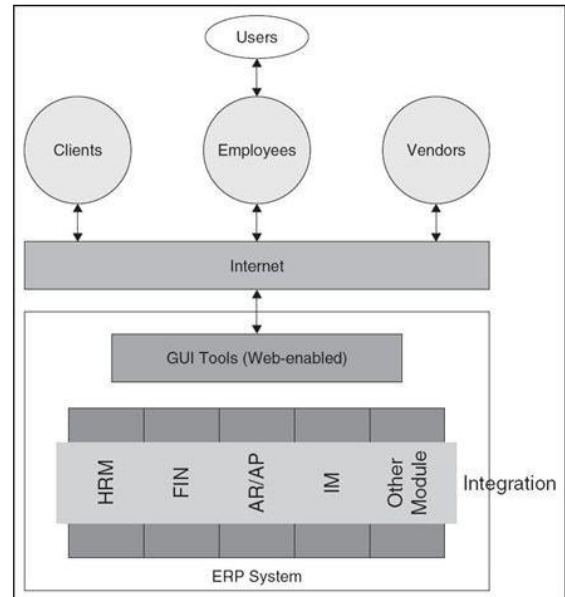 Users
Clients
Employees
Vendors
Internet
GUI Tools (Web-enabled)
HRM
FIN
AR/AP
IM
Other
Module
Integration
ERP System